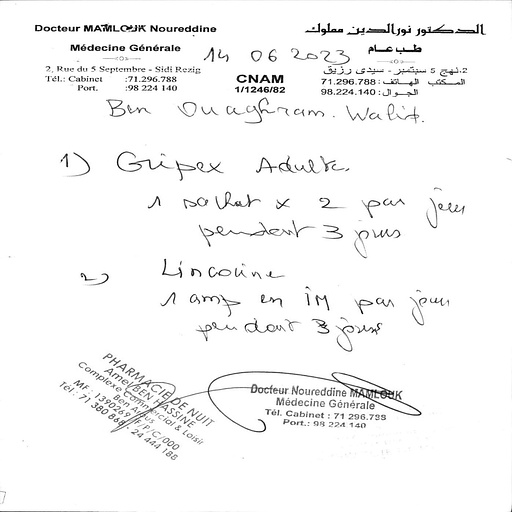 Docteur MAMLOUK Noureddine
الدكتور نورالدين مملوك
Médecine Générale
طب عام
14 06 2023
2, Rue du 5 Septembre - Sidi Rezig
2.نهج 5 سبتمبر - سيدي رزيق
Tél.: Cabinet :71.296.788
CNAM
المكتب الهاتف : 71.296.788
Port. :98 224 140
1/1246/82
الجوال : 98.224.140
Ben Ouaghram. Walid.
1) Gripex Adulte.
1 sachet x 2 par jour
pendant 3 jours
2) Lincocine
1 amp en IM par jour
pendant 3 jours
PHARMACIE DE NUIT
Amel BEN HASSINE
Complexe Commercial & Loisir
Ben Arous
MF : 1390269 /P/C/000
Tél : 71 380 868 - 24 444 188
Docteur Noureddine MAMLOUK
Médecine Générale
Tél. Cabinet : 71 296.788
Port.: 98 224 140